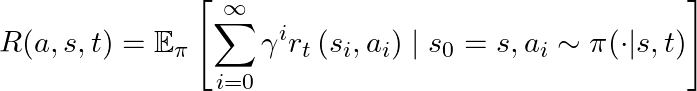 $R(a, s, t) = \mathbb{E}_{\pi}\left[\sum_{i=0}^{\infty} \gamma^{i} r_{t}\left(s_{i}, a_{i}\right) \mid s_{0} = s, a_{i} \sim \pi(\cdot|s, t)\right]$